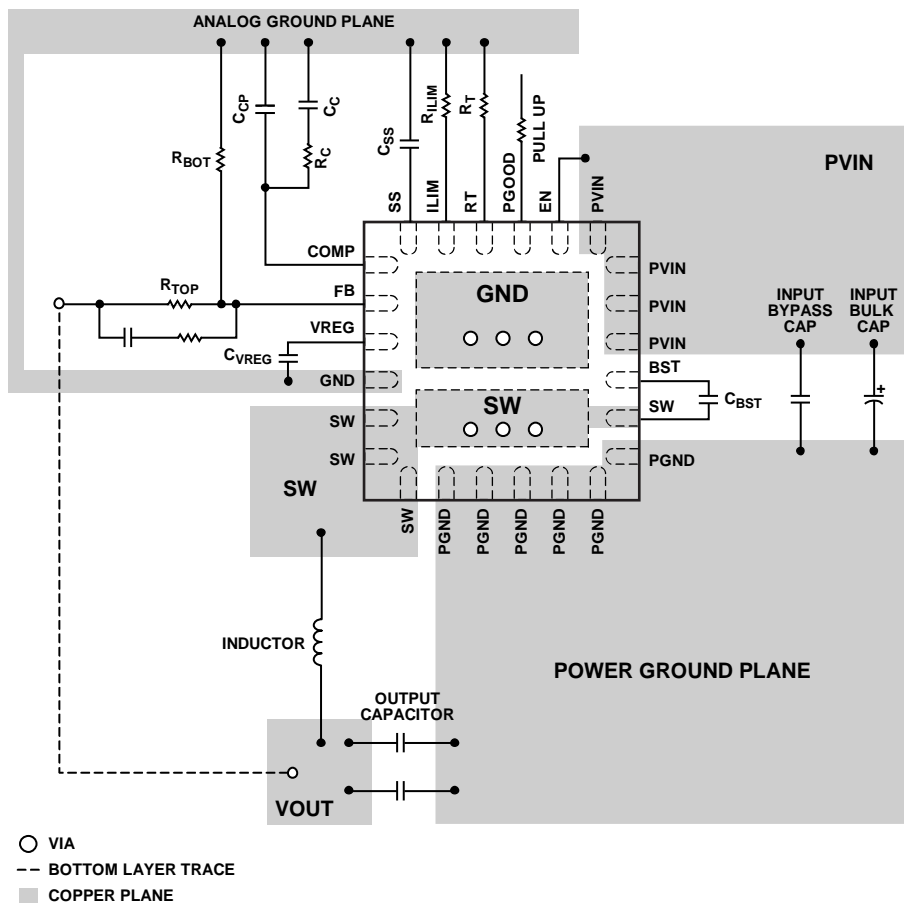 ANALOG GROUND PLANE
CCP
CC
RBOT
RC
CSS
RILIM
RT
PULL UP
PVIN
SS
ILIM
RT
PGOOD
EN
PVIN
COMP
FB
VREG
GND
SW
SW
SW
RTOP
CVREG
GND
SW
PVIN
PVIN
PVIN
BST
SW
PGND
CBST
INPUT
BYPASS
CAP
INPUT
BULK
CAP
+
SW
PGND
PGND
PGND
PGND
PGND
INDUCTOR
POWER GROUND PLANE
OUTPUT
CAPACITOR
VOUT
VIA
BOTTOM LAYER TRACE
COPPER PLANE